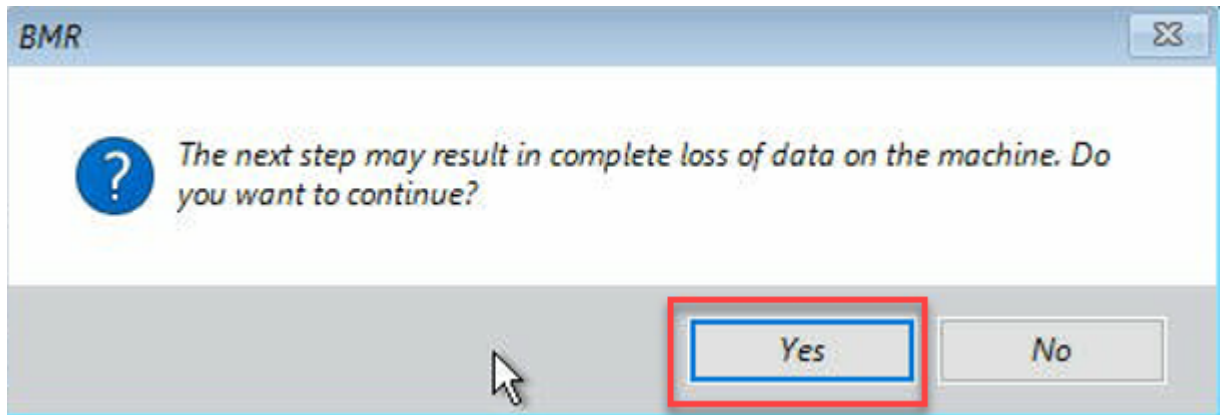 BMR
The next step may result in complete loss of data on the machine. Do
you want to continue?
Yes No